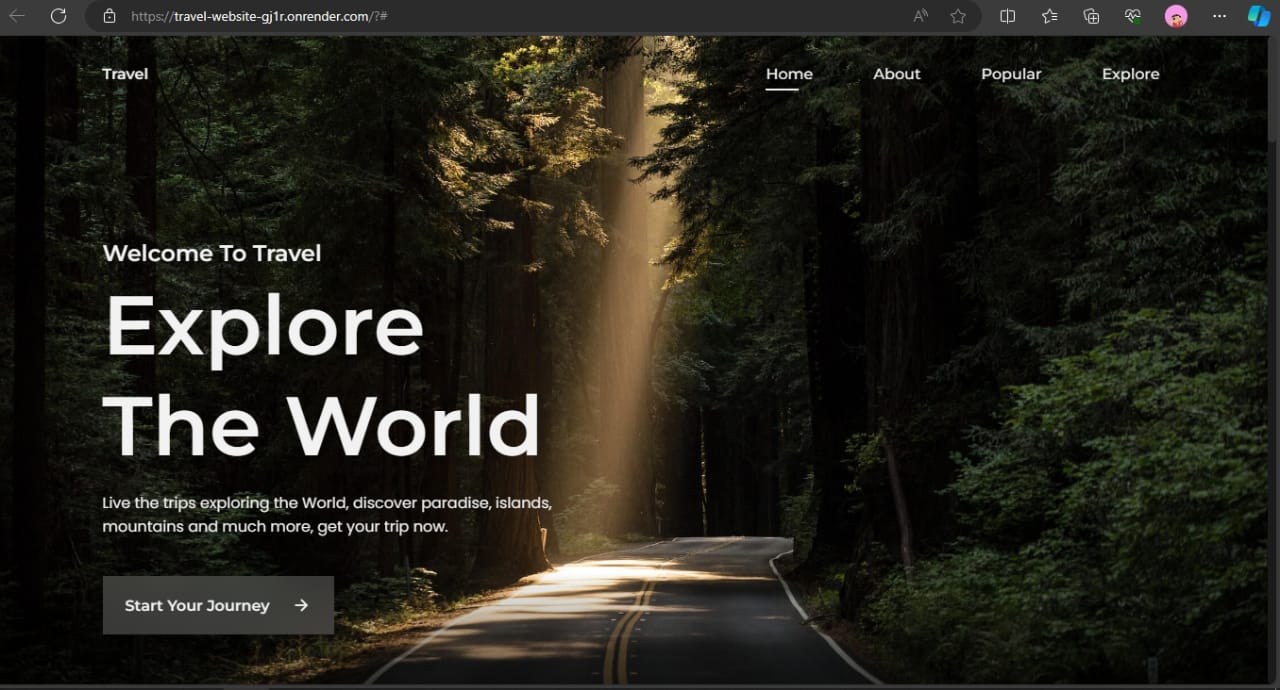 https://travel-website-gj1r.onrender.com/?#
Travel
Home About Popular Explore
Welcome To Travel
Explore
The World
Live the trips exploring the World, discover paradise, islands,
mountains and much more, get your trip now.
Start Your Journey